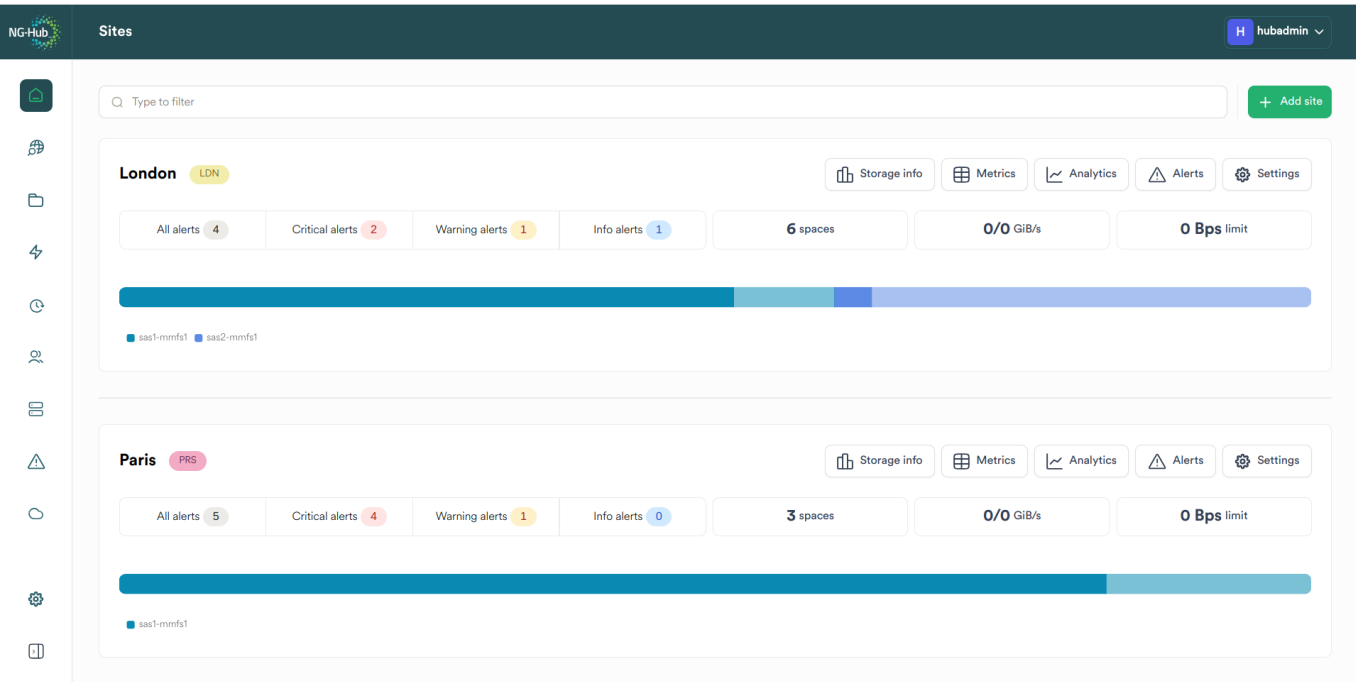 NG-Hub
Sites
H hubadmin
Type to filter
+ Add site
London LDN
Storage info Metrics Analytics Alerts Settings
All alerts 4 Critical alerts 2 Warning alerts 1 Info alerts 1 6 spaces 0/0 GiB/s 0 Bps limit
sas1-mmfs1 sas2-mmfs1
Paris PRS
Storage info Metrics Analytics Alerts Settings
All alerts 5 Critical alerts 4 Warning alerts 1 Info alerts 0 3 spaces 0/0 GiB/s 0 Bps limit
sas1-mmfs1